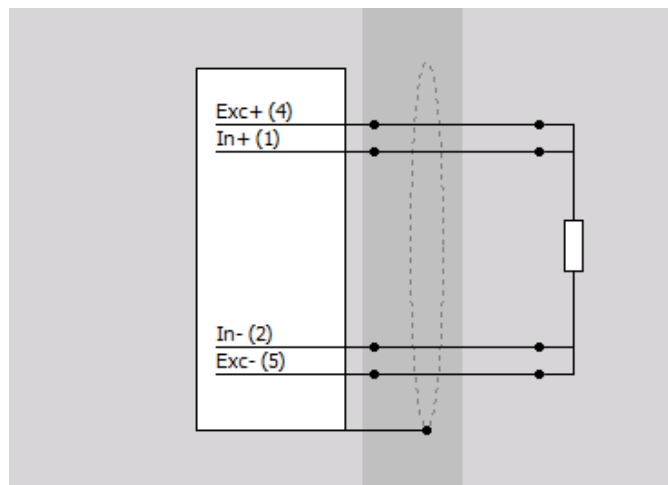 Exc+ (4)
In+ (1)
In- (2)
Exc- (5)